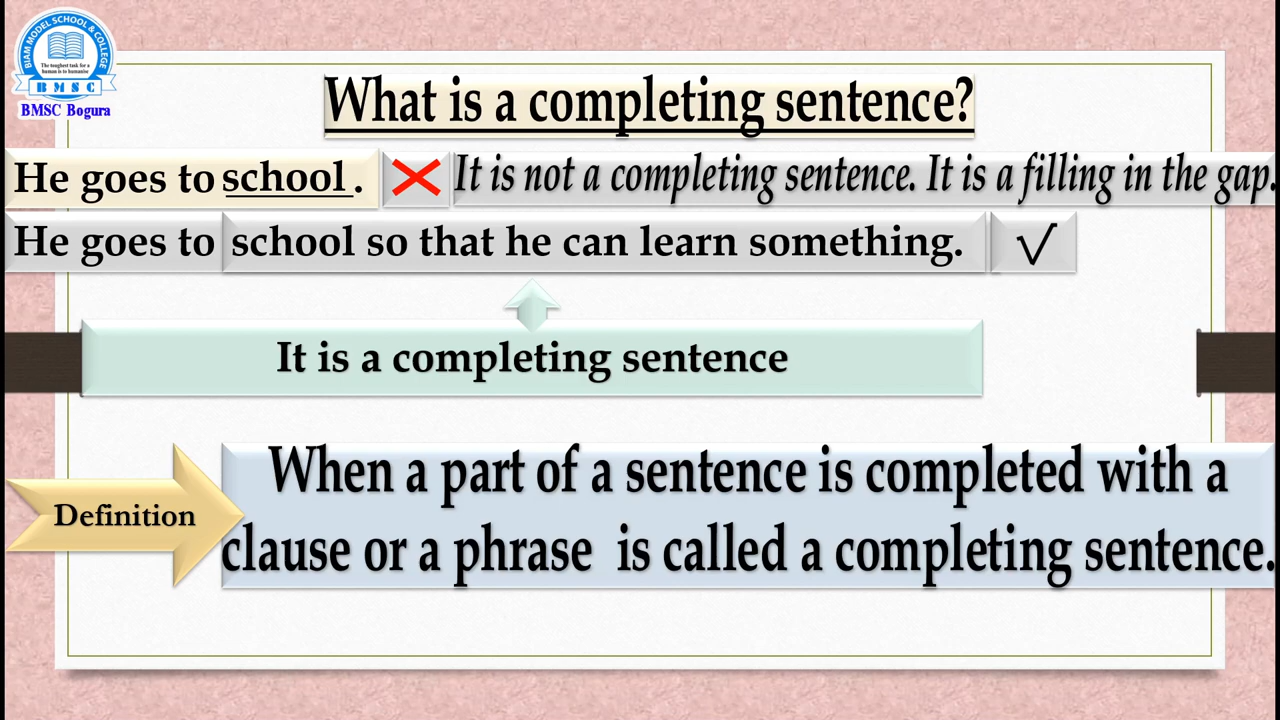 BIAM MODEL SCHOOL & COLLEGE
The toughest task for a
human is to humanise
B M S C
BMSC Bogura
What is a completing sentence?
He goes to school. It is not a completing sentence. It is a filling in the gap.
He goes to school so that he can learn something. √
It is a completing sentence
Definition
When a part of a sentence is completed with a
clause or a phrase is called a completing sentence.